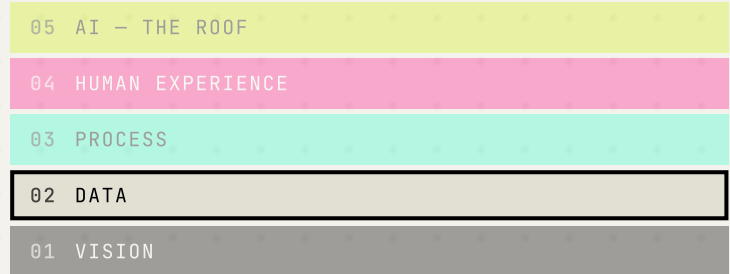 05 AI — THE ROOF
04 HUMAN EXPERIENCE
03 PROCESS
02 DATA
01 VISION